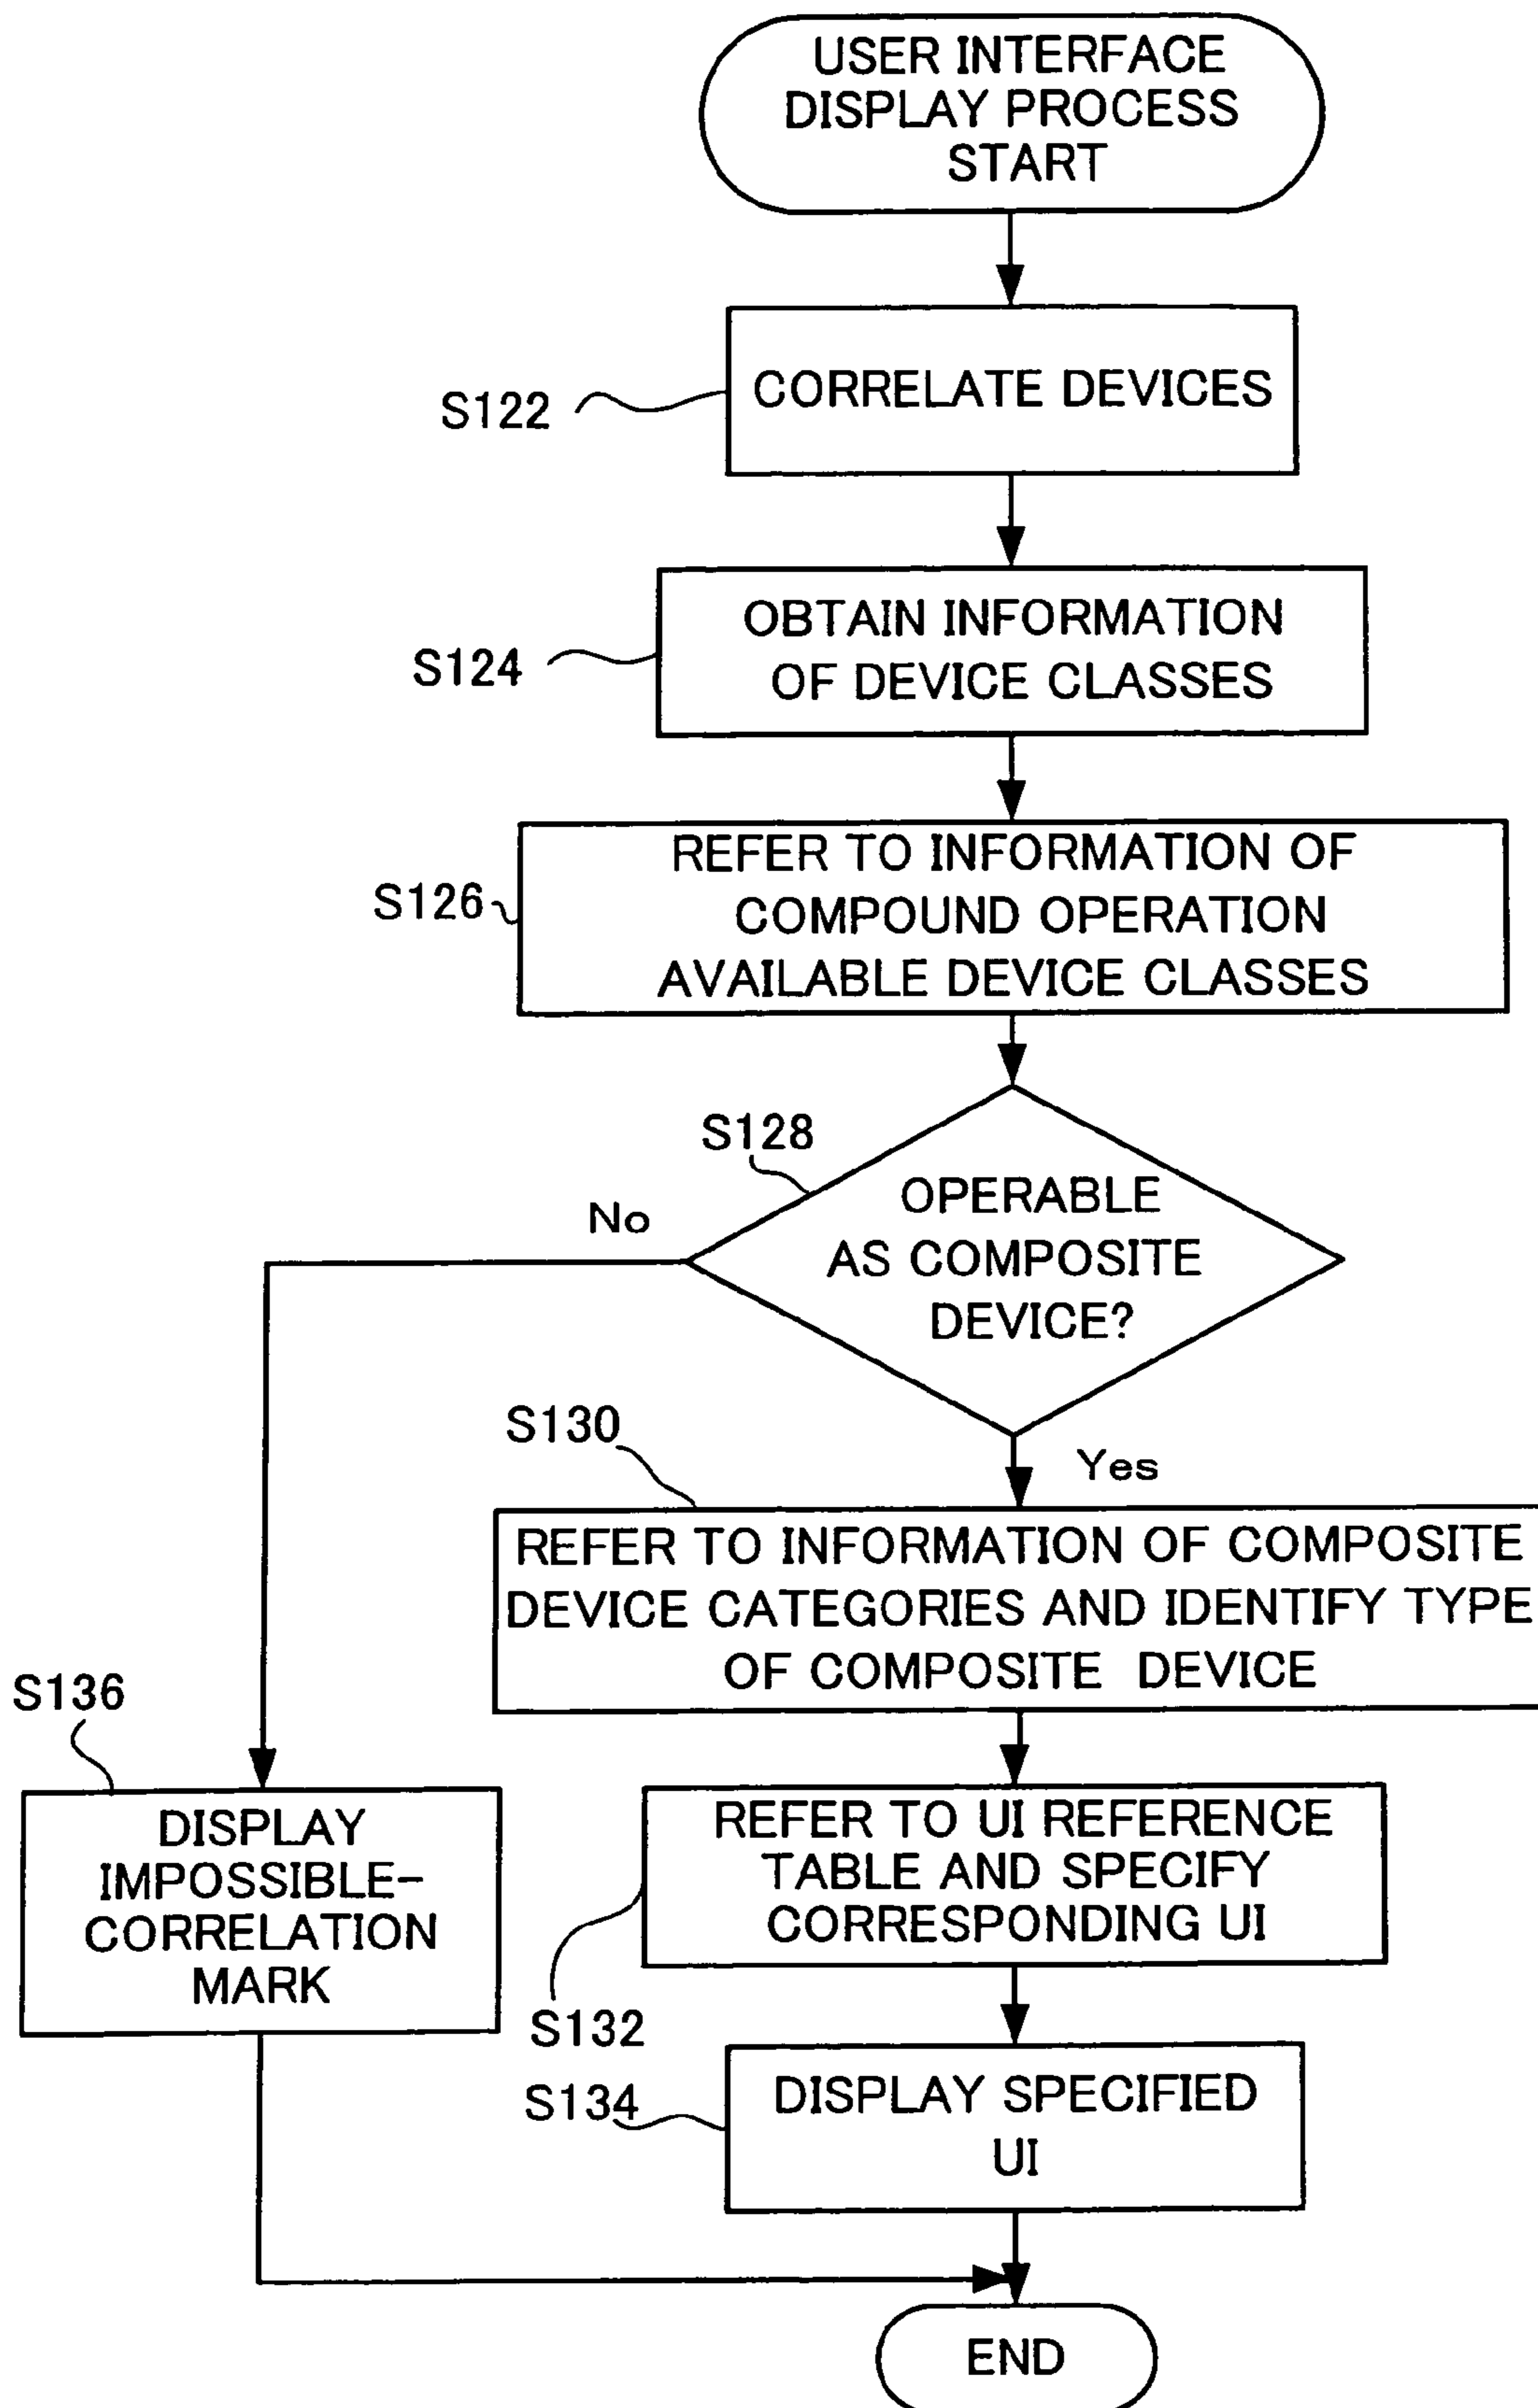 USER INTERFACE
DISPLAY PROCESS
START
S122
CORRELATE DEVICES
S124
OBTAIN INFORMATION
OF DEVICE CLASSES
S126
REFER TO INFORMATION OF
COMPOUND OPERATION
AVAILABLE DEVICE CLASSES
S128
No
OPERABLE
AS COMPOSITE
DEVICE?
S130
Yes
REFER TO INFORMATION OF COMPOSITE
DEVICE CATEGORIES AND IDENTIFY TYPE
OF COMPOSITE DEVICE
S136
DISPLAY
IMPOSSIBLE-
CORRELATION
MARK
REFER TO UI REFERENCE
TABLE AND SPECIFY
CORRESPONDING UI
S132
S134
DISPLAY SPECIFIED
UI
END